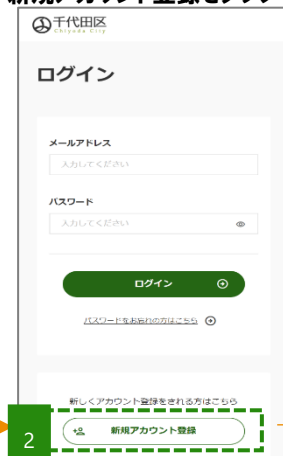 新規アカウント登録をクリック
千代田区
Chiyoda City
ログイン
メールアドレス
入力してください
パスワード
入力してください
ログイン
パスワードをお忘れの方はこちら
新しくアカウント登録をされる方はこちら
2
新規アカウント登録